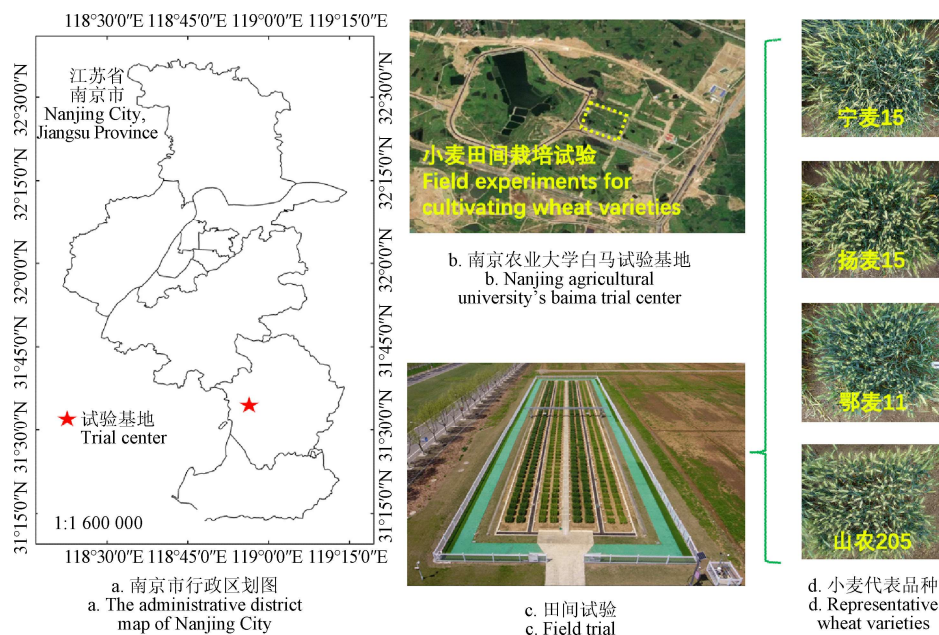 118°30′0″E 118°45′0″E 119°0′0″E 119°15′0″E
江苏省
南京市
Nanjing City,
Jiangsu Province
32°30′0″N
32°15′0″N
32°0′0″N
31°45′0″N
31°30′0″N
31°15′0″N
32°30′0″N
32°15′0″N
32°0′0″N
31°45′0″N
31°30′0″N
31°15′0″N
试验基地
Trial center
1:1 600 000
118°30′0″E 118°45′0″E 119°0′0″E 119°15′0″E
a. 南京市行政区划图
a. The administrative district
map of Nanjing City
小麦田间栽培试验
Field experiments for
cultivating wheat varieties
b. 南京农业大学白马试验基地
b. Nanjing agricultural
university's baima trial center
c. 田间试验
c. Field trial
宁麦15
扬麦15
鄂麦11
山农205
d. 小麦代表品种
d. Representative
wheat varieties